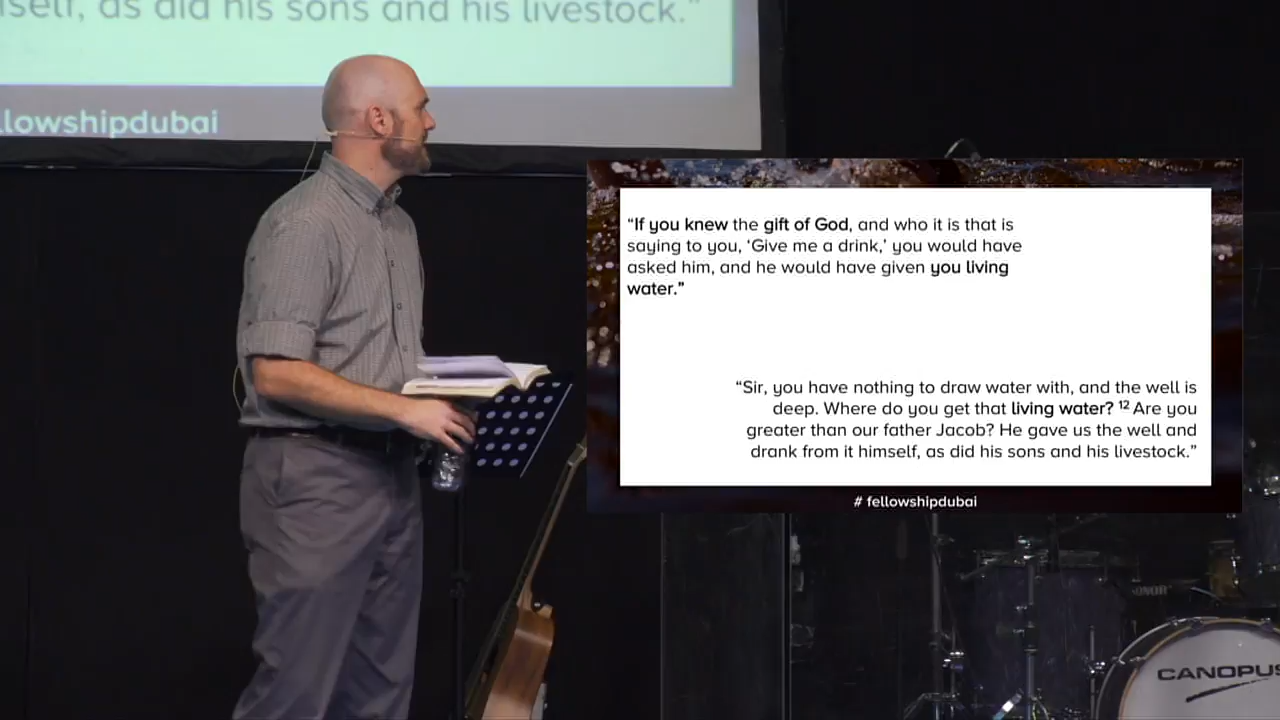 self, as did his sons and his livestock.”
llowshipdubai
“If you knew the gift of God, and who it is that is
saying to you, ‘Give me a drink,’ you would have
asked him, and he would have given you living
water.”
“Sir, you have nothing to draw water with, and the well is
deep. Where do you get that living water? ¹² Are you
greater than our father Jacob? He gave us the well and
drank from it himself, as did his sons and his livestock.”
# fellowshipdubai
CANOPUS